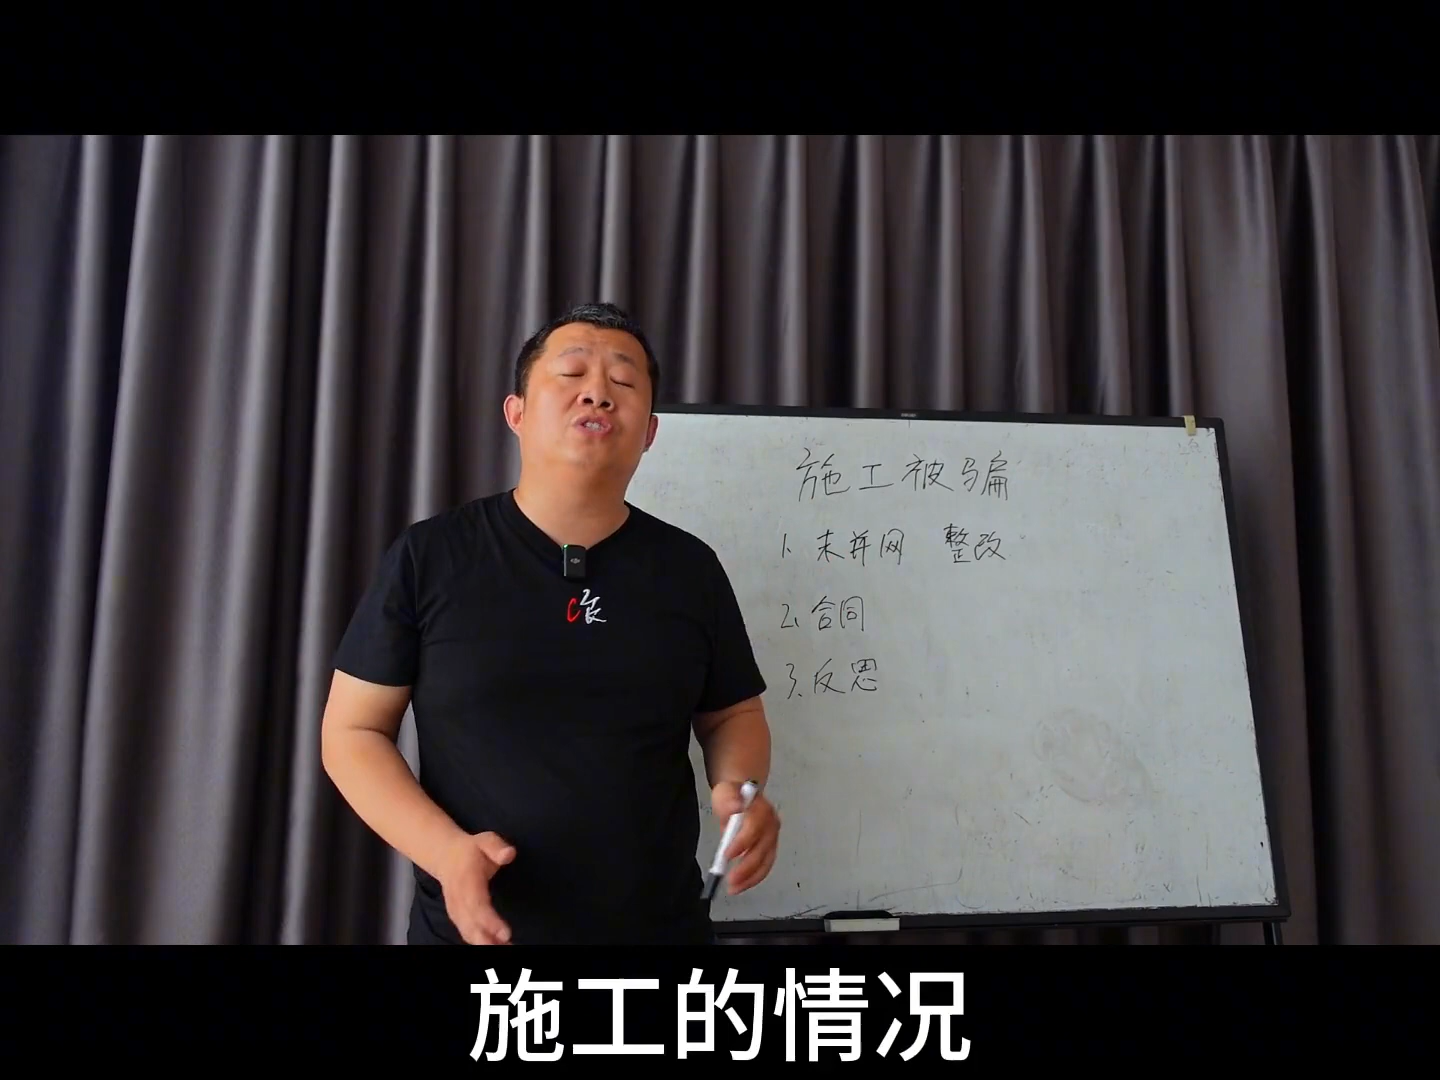 施工被骗
1. 未并网 整改
2. 合同
3. 反思
施工的情况